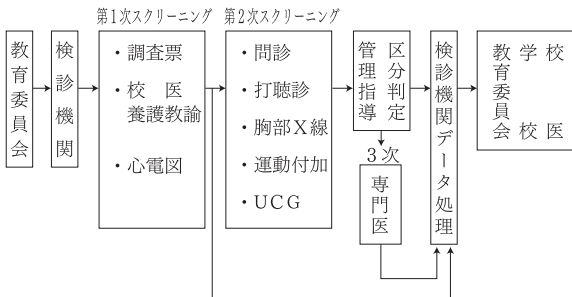 第1次スクリーニング
第2次スクリーニング
教育委員会
検診機関
・調査票
・校医
養護教諭
・心電図
・問診
・打聴診
・胸部X線
・運動付加
・UCG
区分判定
管理指導
3次
専門医
検診機関データ処理
学校
校医
教育委員会